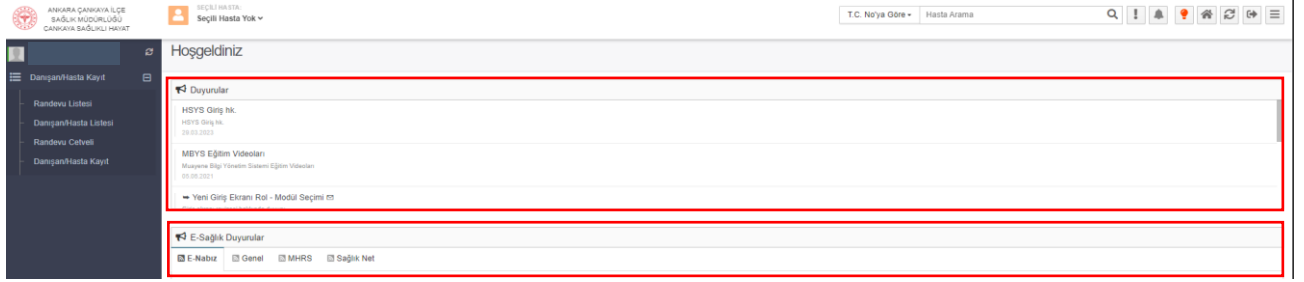 ANKARA ÇANKAYA İLÇE
SAĞLIK MÜDÜRLÜĞÜ
ÇANKAYA SAĞLIKLI HAYAT
SEÇİLİ HASTA:
Seçili Hasta Yok
T.C. No'ya Göre
Hasta Arama
Hoşgeldiniz
Danışan/Hasta Kayıt
Randevu Listesi
Danışan/Hasta Listesi
Randevu Cetveli
Danışan/Hasta Kayıt
Duyurular
HSYS Giriş hk.
HSYS Giriş hk.
29.03.2023
MBYS Eğitim Videoları
Muayene Bilgi Yönetim Sistemi Eğitim Videoları
05.05.2021
Yeni Giriş Ekranı Rol - Modül Seçimi
E-Sağlık Duyurular
E-Nabız
Genel
MHRS
Sağlık Net